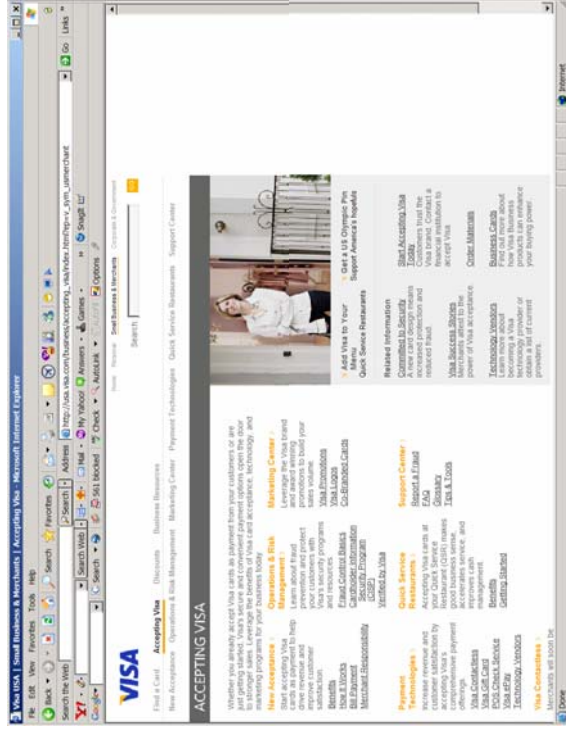 Visa USA | Small Business & Merchants | Accepting Visa - Microsoft Internet Explorer
File Edit View Favorites Tools Help
Back Search Favorites
Search the Web Search Address http://usa.visa.com/business/accepting_visa/index.html?ep=v_sym_usmerchant Go Links »
Y! Search Web Mail My Yahoo! Answers Games » SnagIt
Google Search 561 blocked Check AutoLink Options
Home Personal Small Business & Merchants Corporate & Government
VISA
Search GO
Find a Card Accepting Visa Discounts Business Resources
New Acceptance Operations & Risk Management Marketing Center Payment Technologies Quick Service Restaurants Support Center
ACCEPTING VISA
Whether you already accept Visa cards as payment from your customers or are
just getting started, Visa's secure and convenient payment options open the door
to stronger sales. Leverage the benefits of Visa card acceptance, technology, and
marketing programs for your business today.
New Acceptance ›
Start accepting Visa
cards as payment to help
drive revenue and
improve customer
satisfaction
Benefits
How It Works
Bill Payment
Merchant Responsibility
Operations & Risk
Management ›
Learn about fraud
prevention and protect
your customers with
Visa's security programs
and resources.
Fraud Control Basics
Cardholder Information
Security Program
(CISP)
Verified by Visa
Marketing Center ›
Leverage the Visa brand
and award winning
promotions to build your
sales volume.
Visa Promotions
Visa Logos
Co-Branded Cards
Payment
Technologies ›
Increase revenue and
customer satisfaction by
accepting Visa's
comprehensive payment
offerings.
Visa Contactless
Visa Gift Card
POS Check Service
Visa ePay
Technology Vendors
Quick Service
Restaurants ›
Accepting Visa cards at
your Quick Service
Restaurant (QSR) makes
good business sense,
accelerates service, and
improves cash
management.
Benefits
Getting Started
Support Center ›
Report a Fraud
FAQ
Glossary
Tips & Tools
Visa Contactless ›
Merchants will soon be
› Add Visa to Your
Menu
Quick Service Restaurants
› Get a US Olympic Pin
Support America's hopefuls
Related Information
Committed to Security
A new card design means
increased protection and
reduced fraud.
Visa Success Stories
Merchants attest to the
power of Visa acceptance.
Technology Vendors
Learn more about
becoming a Visa
technology provider or
obtain a list of current
providers.
Start Accepting Visa
Today
Customers trust the
Visa brand. Contact a
financial institution to
accept Visa
Order Materials
Business Cards
Find out more about
how Visa Business
products can enhance
your buying power.
Done Internet